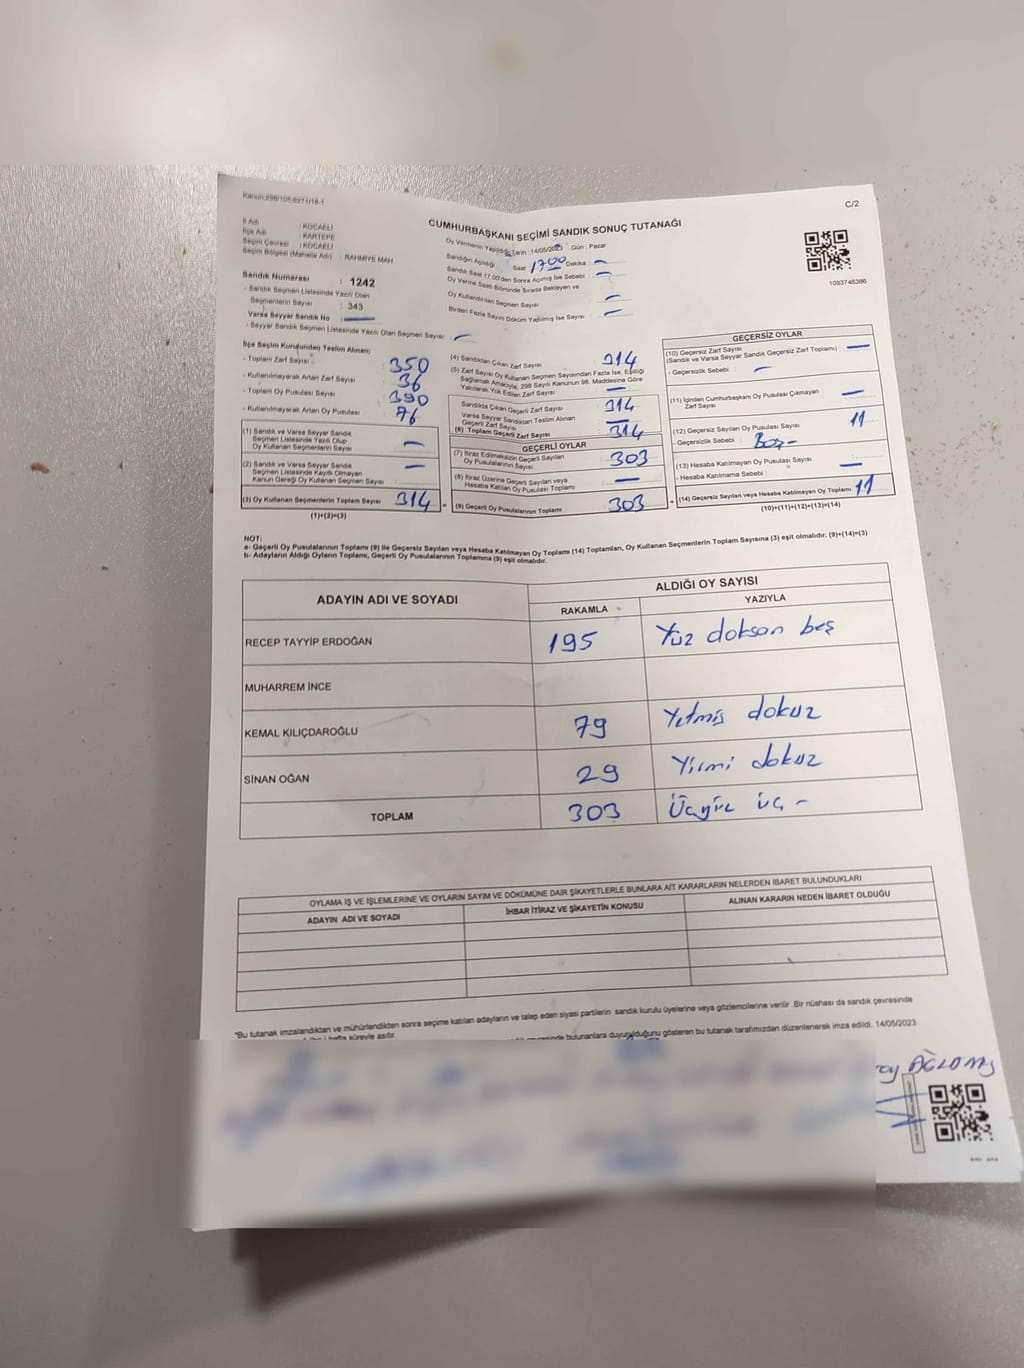 Kanun:298/105,6271/18-1
C/2
CUMHURBAŞKANI SEÇİMİ SANDIK SONUÇ TUTANAĞI
İl Adı : KOCAELİ
İlçe Adı : KARTEPE
Seçim Çevresi : KOCAELİ
Seçim Bölgesi (Mahalle Adı) : RAHMİYE MAH
Sandık Numarası : 1242
- Sandık Seçmen Listesinde Yazılı Olan
Seçmenlerin Sayısı : 343
Varsa Seyyar Sandık No : —
- Seyyar Sandık Seçmen Listesinde Yazılı Olan Seçmen Sayısı : —
Oy Vermenin Yapıldığı Tarih : 14/05/2023 Gün : Pazar
Sandığın Açıldığı Saat 17.00 Dakika : —
Sandık Saat 17.00'den Sonra Açılmış İse Sebebi : —
Oy Verme Saati Bitiminde Sırada Bekleyen ve
Oy Kullandırılan Seçmen Sayısı : —
Birden Fazla Sayım Döküm Yapılmış İse Sayısı : —
1093746386
İlçe Seçim Kurulundan Teslim Alınan;
- Toplam Zarf Sayısı : 350
- Kullanılmayarak Artan Zarf Sayısı : 36
- Toplam Oy Pusulası : 390
- Kullanılmayarak Artan Oy Pusulası : 76
(1) Sandık ve Varsa Seyyar Sandık
Seçmen Listesinde Yazılı Olup
Oy Kullanan Seçmenlerin Sayısı : —
(2) Sandık ve Varsa Seyyar Sandık
Seçmen Listesinde Kaydı Olmayan
Kanun Gereği Oy Kullanan Seçmen Sayısı : —
(3) Oy Kullanan Seçmenlerin Toplam Sayısı : 314
(1)+(2)=(3)
(4) Sandıktan Çıkan Zarf Sayısı : 314
(5) Zarf Sayısı Oy Kullanan Seçmen Sayısından Fazla İse, Eşitliği
Sağlamak Amacıyla, 298 Sayılı Kanunun 98. Maddesine Göre
Yakılarak Yok Edilen Zarf Sayısı : —
Sandıkta Çıkan Geçerli Zarf Sayısı : 314
Varsa Seyyar Sandıktan Teslim Alınan
Geçerli Zarf Sayısı : —
(6) Toplam Geçerli Zarf Sayısı : 314
GEÇERLİ OYLAR
(7) İtiraz Edilmeksizin Geçerli Sayılan
Oy Pusulalarının Sayısı : 303
(8) İtiraz Üzerine Geçerli Sayılan veya
Hesaba Katılan Oy Pusulası Toplamı : —
(9) Geçerli Oy Pusulalarının Toplamı : 303
GEÇERSİZ OYLAR
(10) Geçersiz Zarf Sayısı
(Sandık ve Varsa Seyyar Sandık Geçersiz Zarf Toplamı) : —
- Geçersizlik Sebebi : —
(11) İçinden Cumhurbaşkanı Oy Pusulası Çıkmayan
Zarf Sayısı : —
(12) Geçersiz Sayılan Oy Pusulası Sayısı : 11
- Geçersizlik Sebebi : Boş-
(13) Hesaba Katılmayan Oy Pusulası Sayısı : —
- Hesaba Katılmama Sebebi :
(14) Geçersiz Sayılan veya Hesaba Katılmayan Oy Toplamı : 11
(10)+(11)+(12)+(13)=(14)
NOT:
a- Geçerli Oy Pusulalarının Toplamı (9) ile Geçersiz Sayılan veya Hesaba Katılmayan Oy Toplamı (14) Toplamları, Oy Kullanan Seçmenlerin Toplam Sayısına (3) eşit olmalıdır. (9)+(14)=(3)
b- Adayların Aldığı Oyların Toplamı, Geçerli Oy Pusulalarının Toplamına (9) eşit olmalıdır.
ADAYIN ADI VE SOYADI ALDIĞI OY SAYISI
RAKAMLA YAZIYLA
RECEP TAYYİP ERDOĞAN 195 Yüz doksan beş
MUHARREM İNCE
KEMAL KILIÇDAROĞLU 79 Yetmiş dokuz
SİNAN OĞAN 29 Yirmi dokuz
TOPLAM 303 Üçyüz üç -
OYLAMA İŞ VE İŞLEMLERİNE VE OYLARIN SAYIM VE DÖKÜMÜNE DAİR ŞİKAYETLERLE BUNLARA AİT KARARLARIN NELERDEN İBARET BULUNDUKLARI
ADAYIN ADI VE SOYADI İHBAR İTİRAZ VE ŞİKAYETİN KONUSU ALINAN KARARIN NEDEN İBARET OLDUĞU
*Bu tutanak imzalandıktan ve mühürlendikten sonra seçime katılan adayların ve talep eden siyasi partilerin sandık kurulu üyelerine veya gözlemcilerine verilir .Bir nüshası da sandık çevresinde
hafta süreyle asılır. bulunanlara duyurulduğunu gösteren bu tutanak tarafımızdan düzenlenerek imza edildi. 14/05/2023